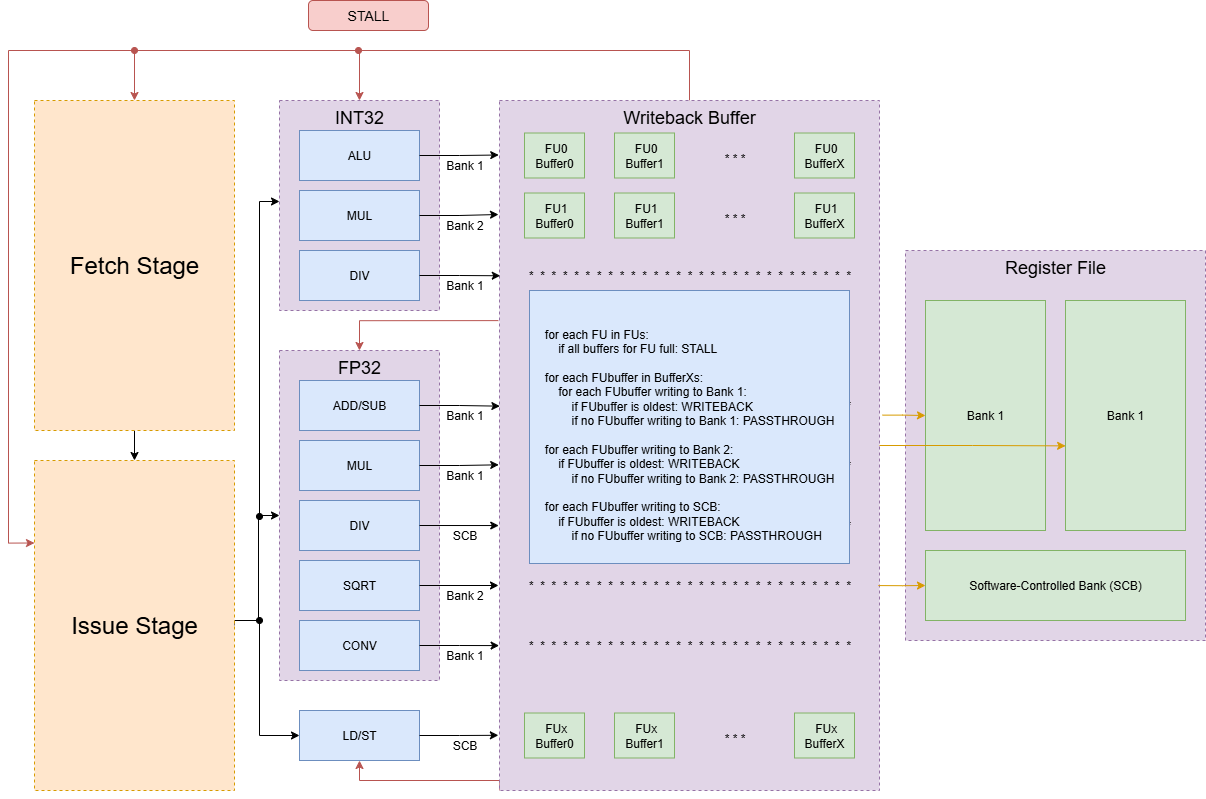 STALL
Fetch Stage
Issue Stage
INT32
ALU
Bank 1
MUL
Bank 2
DIV
Bank 1
FP32
ADD/SUB
Bank 1
MUL
Bank 1
DIV
SCB
SQRT
Bank 2
CONV
Bank 1
LD/ST
SCB
Writeback Buffer
FU0
Buffer0
FU0
Buffer1
* * *
FU0
BufferX
FU1
Buffer0
FU1
Buffer1
* * *
FU1
BufferX
* * * * * * * * * * * * * * * * * * * * * * * * * * *
for each FU in FUs:
if all buffers for FU full: STALL
for each FUbuffer in BufferXs:
for each FUbuffer writing to Bank 1:
if FUbuffer is oldest: WRITEBACK
if no FUbuffer writing to Bank 1: PASSTHROUGH
for each FUbuffer writing to Bank 2:
if FUbuffer is oldest: WRITEBACK
if no FUbuffer writing to Bank 2: PASSTHROUGH
for each FUbuffer writing to SCB:
if FUbuffer is oldest: WRITEBACK
if no FUbuffer writing to SCB: PASSTHROUGH
* * * * * * * * * * * * * * * * * * * * * * * * * * *
* * * * * * * * * * * * * * * * * * * * * * * * * * *
FUx
Buffer0
FUx
Buffer1
* * *
FUx
BufferX
Register File
Bank 1
Bank 1
Software-Controlled Bank (SCB)